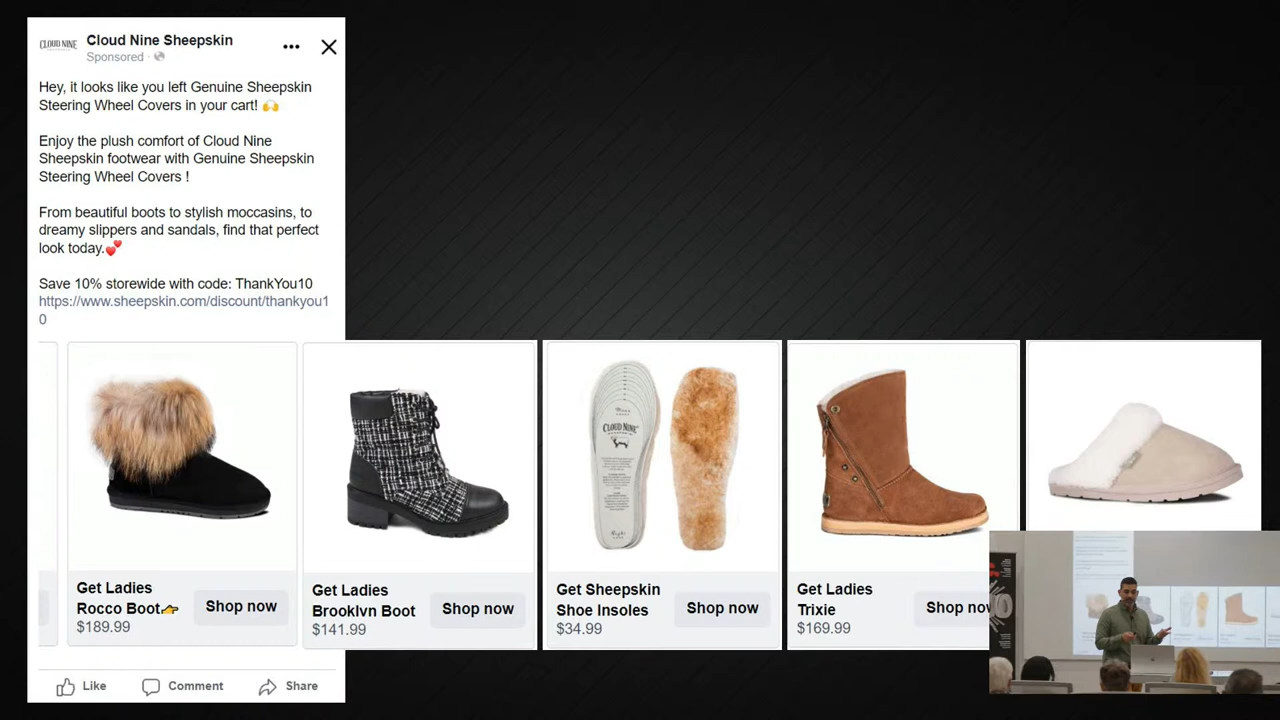 CLOUD NINE
Cloud Nine Sheepskin
Sponsored ·
Hey, it looks like you left Genuine Sheepskin
Steering Wheel Covers in your cart! 🙌
Enjoy the plush comfort of Cloud Nine
Sheepskin footwear with Genuine Sheepskin
Steering Wheel Covers !
From beautiful boots to stylish moccasins, to
dreamy slippers and sandals, find that perfect
look today.💕
Save 10% storewide with code: ThankYou10
https://www.sheepskin.com/discount/thankyou1
0
CLOUD NINE
Get Ladies
Rocco Boot👉
$189.99
Shop now
Get Ladies
Brooklyn Boot
$141.99
Shop now
Get Sheepskin
Shoe Insoles
$34.99
Shop now
Get Ladies
Trixie
$169.99
Shop now
Like
Comment
Share